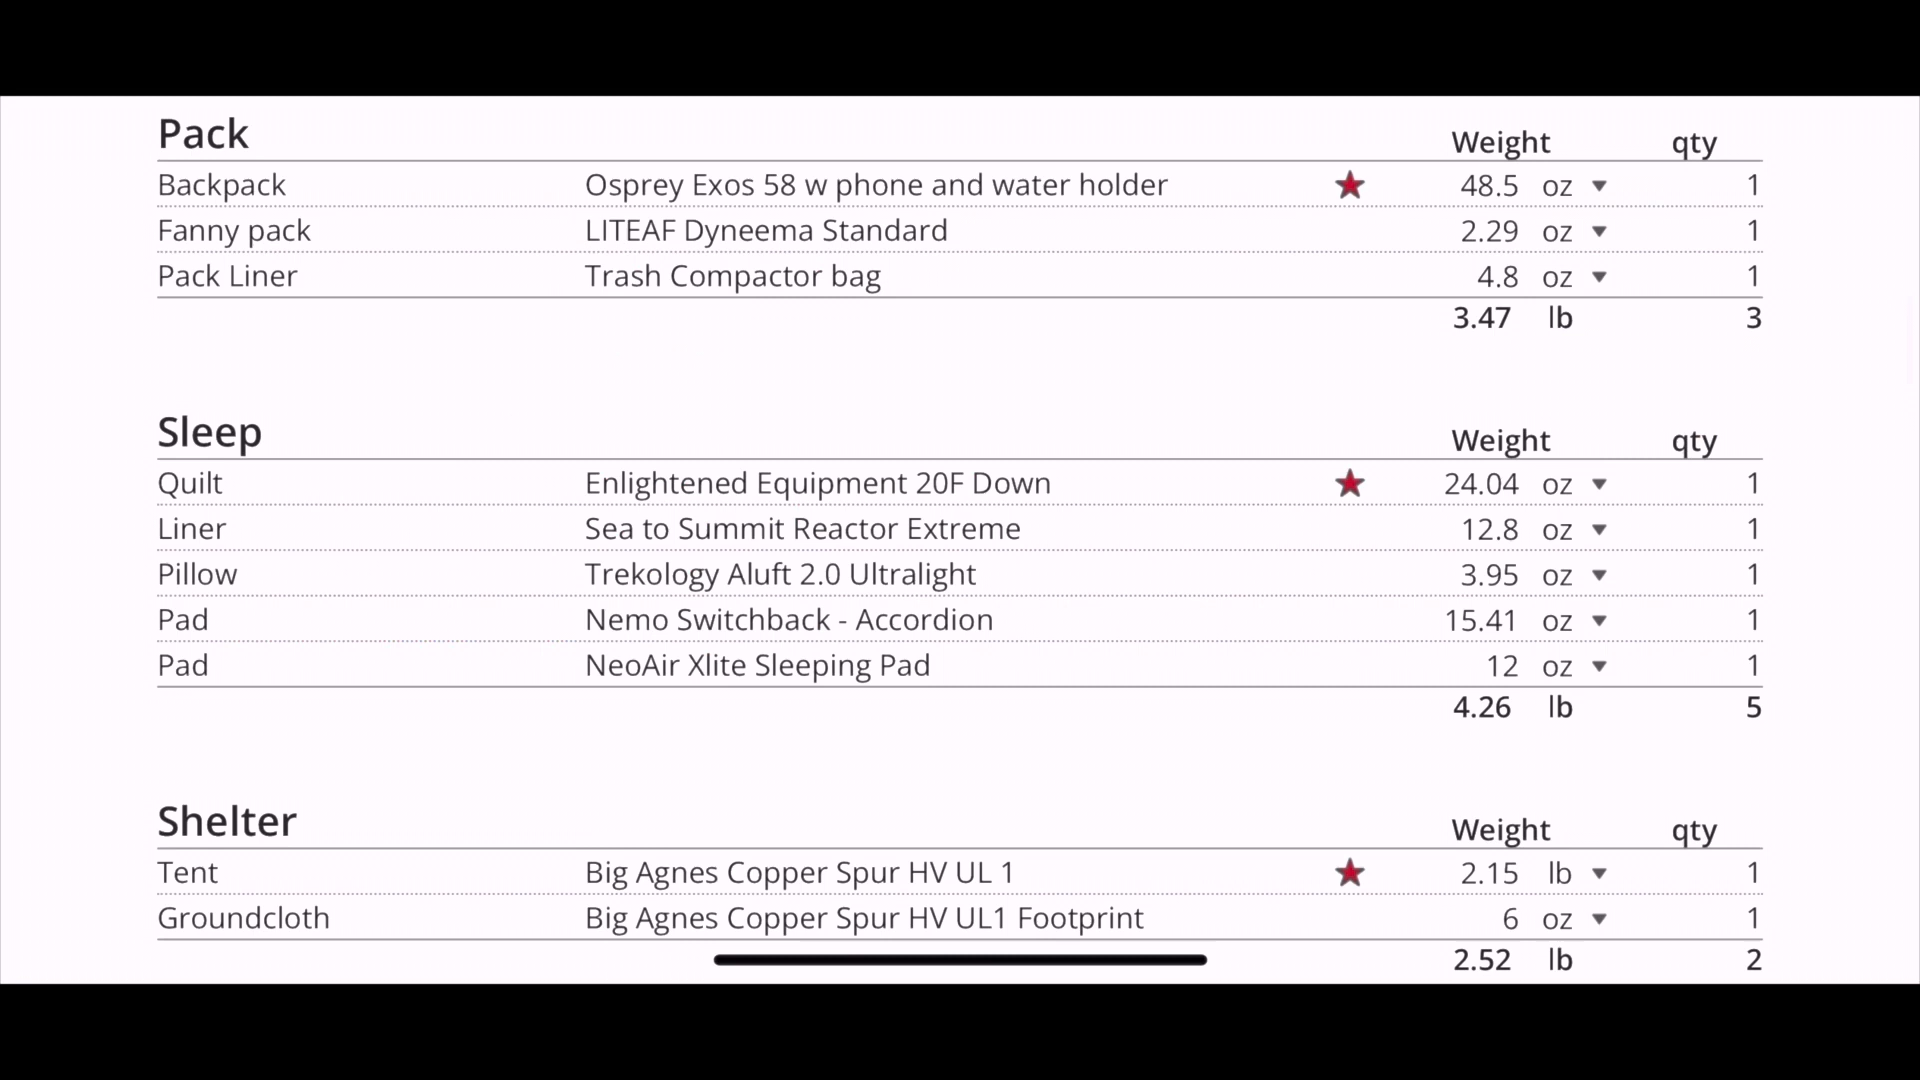 Pack Weight qty
Backpack Osprey Exos 58 w phone and water holder 48.5 oz 1
Fanny pack LITEAF Dyneema Standard 2.29 oz 1
Pack Liner Trash Compactor bag 4.8 oz 1
3.47 lb 3
Sleep Weight qty
Quilt Enlightened Equipment 20F Down 24.04 oz 1
Liner Sea to Summit Reactor Extreme 12.8 oz 1
Pillow Trekology Aluft 2.0 Ultralight 3.95 oz 1
Pad Nemo Switchback - Accordion 15.41 oz 1
Pad NeoAir Xlite Sleeping Pad 12 oz 1
4.26 lb 5
Shelter Weight qty
Tent Big Agnes Copper Spur HV UL 1 2.15 lb 1
Groundcloth Big Agnes Copper Spur HV UL1 Footprint 6 oz 1
2.52 lb 2